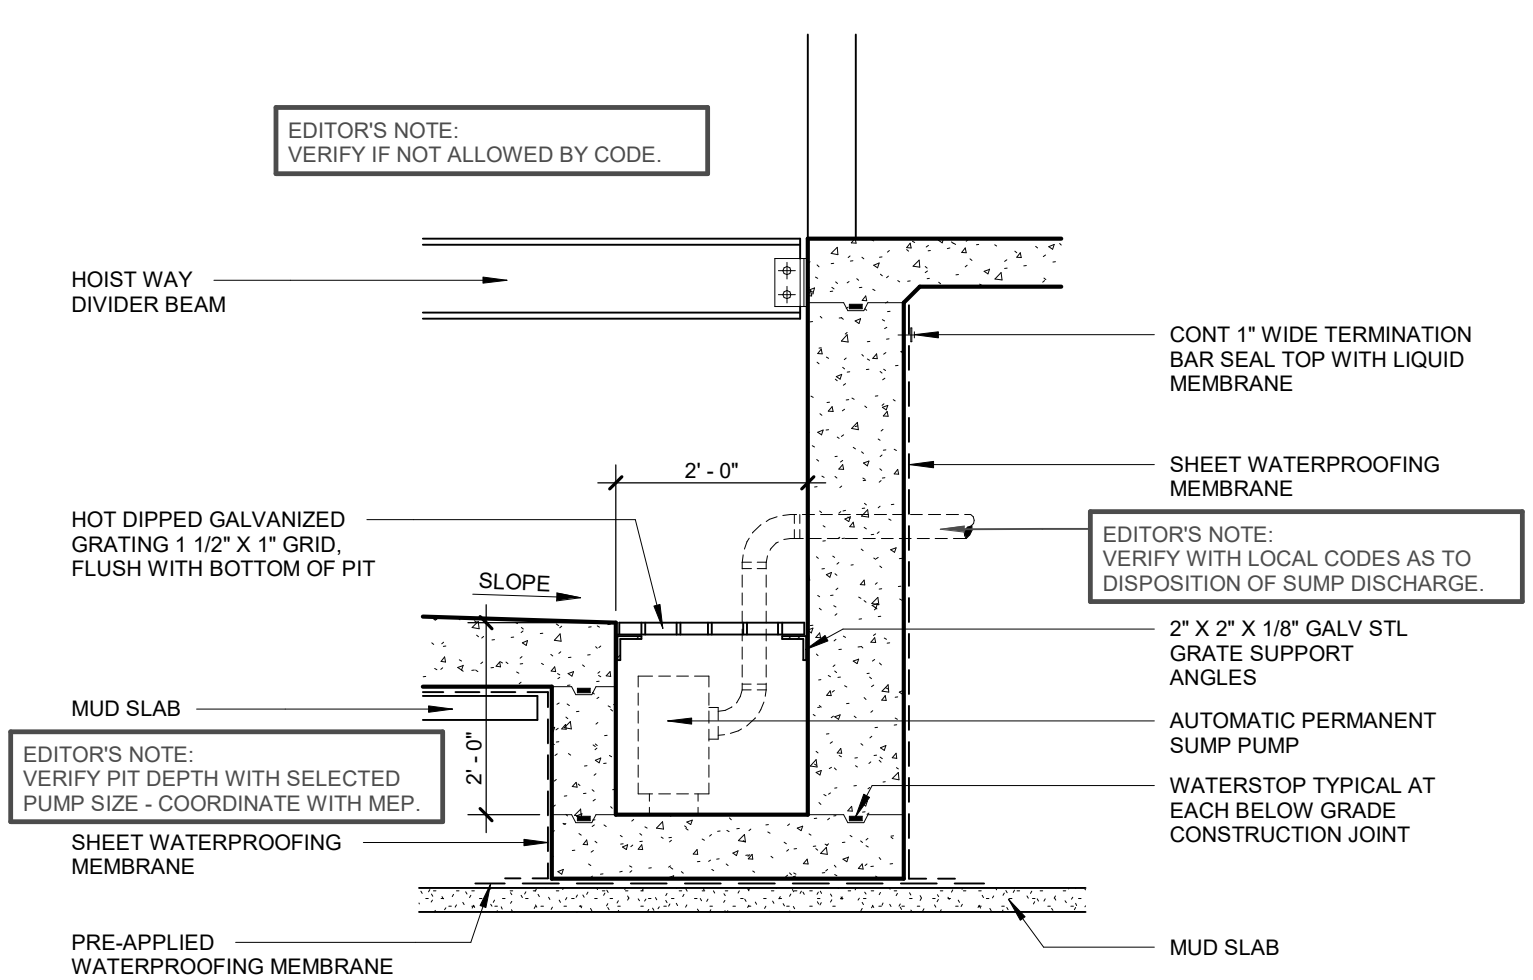 EDITOR'S NOTE:
VERIFY IF NOT ALLOWED BY CODE.
HOIST WAY
DIVIDER BEAM
CONT 1" WIDE TERMINATION
BAR SEAL TOP WITH LIQUID
MEMBRANE
2' - 0"
SHEET WATERPROOFING
MEMBRANE
HOT DIPPED GALVANIZED
GRATING 1 1/2" X 1" GRID,
FLUSH WITH BOTTOM OF PIT
EDITOR'S NOTE:
VERIFY WITH LOCAL CODES AS TO
DISPOSITION OF SUMP DISCHARGE.
SLOPE
2" X 2" X 1/8" GALV STL
GRATE SUPPORT
ANGLES
MUD SLAB
AUTOMATIC PERMANENT
SUMP PUMP
EDITOR'S NOTE:
VERIFY PIT DEPTH WITH SELECTED
PUMP SIZE - COORDINATE WITH MEP.
2' - 0"
WATERSTOP TYPICAL AT
EACH BELOW GRADE
CONSTRUCTION JOINT
SHEET WATERPROOFING
MEMBRANE
PRE-APPLIED
WATERPROOFING MEMBRANE
MUD SLAB